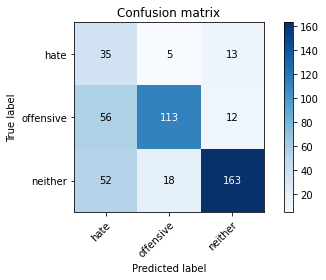 Confusion matrix
hate 35 5 13
offensive 56 113 12
neither 52 18 163
hate offensive neither
True label
Predicted label
160
140
120
100
80
60
40
20